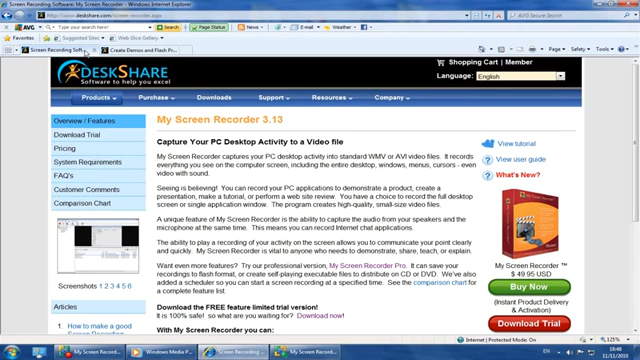 Screen Recording Software: My Screen Recorder - Windows Internet Explorer
http://www.deskshare.com/screen-recorder.aspx
Bing
AVG
Type your search here
Search
Page Status
News
E-mail
Weather
Favorites
Suggested Sites
Web Slice Gallery
Screen Recording Soft...
Create Demos and Flash Pr...
Page
Safety
Tools
DESKSHARE
Software to help you excel
Shopping Cart | Member
Language:
English
Products
Purchase
Downloads
Support
Resources
Company
Overview / Features
Download Trial
Pricing
System Requirements
FAQ's
Customer Comments
Comparison Chart
Screenshots 1 2 3 4 5 6
Articles
How to make a good
My Screen Recorder 3.13
Capture Your PC Desktop Activity to a Video file
My Screen Recorder captures your PC desktop activity into standard WMV or AVI video files. It records
everything you see on the computer screen, including the entire desktop, windows, menus, cursors - even
video with sound.
Seeing is believing! You can record your PC applications to demonstrate a product, create a
presentation, make a tutorial, or perform a web site review. You have a choice to record the full desktop
screen or single application window. The program creates high-quality, small-size video files.
A unique feature of My Screen Recorder is the ability to capture the audio from your speakers and the
microphone at the same time. This means you can record Internet chat applications.
The ability to play a recording of your activity on the screen allows you to communicate your point clearly
and quickly. My Screen Recorder is vital to anyone who needs to demonstrate, share, teach, or explain.
Want even more features? Try your professional version, My Screen Recorder Pro. It can save your
recordings to flash format, or create self-playing executable files to distribute on CD or DVD. We've also
added a scheduler so you can start a screen recording at a specified time. See the comparison chart for
a complete feature list.
Download the FREE feature limited trial version!
It is 100% safe! so what are you waiting for? Download now!
With My Screen Recorder you can:
View tutorial
View user guide
What's New?
My Screen Recorder ™
$ 49.95 USD
Buy Now
(Instant Product Delivery
& Activation)
Download Trial
Internet | Protected Mode: On
125%
My Screen Record...
Windows Media P...
Screen Recording ...
My Screen Record...
EN
18:48
11/11/2010